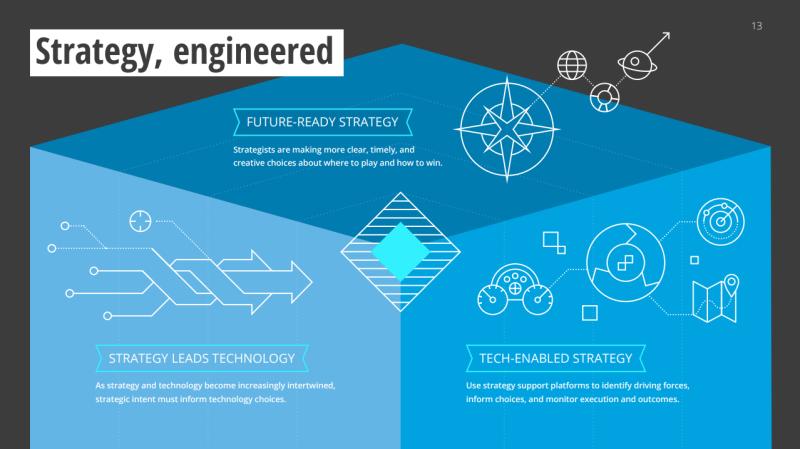 13
Strategy, engineered
FUTURE-READY STRATEGY
Strategists are making more clear, timely, and
creative choices about where to play and how to win.
STRATEGY LEADS TECHNOLOGY
As strategy and technology become increasingly intertwined,
strategic intent must inform technology choices.
TECH-ENABLED STRATEGY
Use strategy support platforms to identify driving forces,
inform choices, and monitor execution and outcomes.